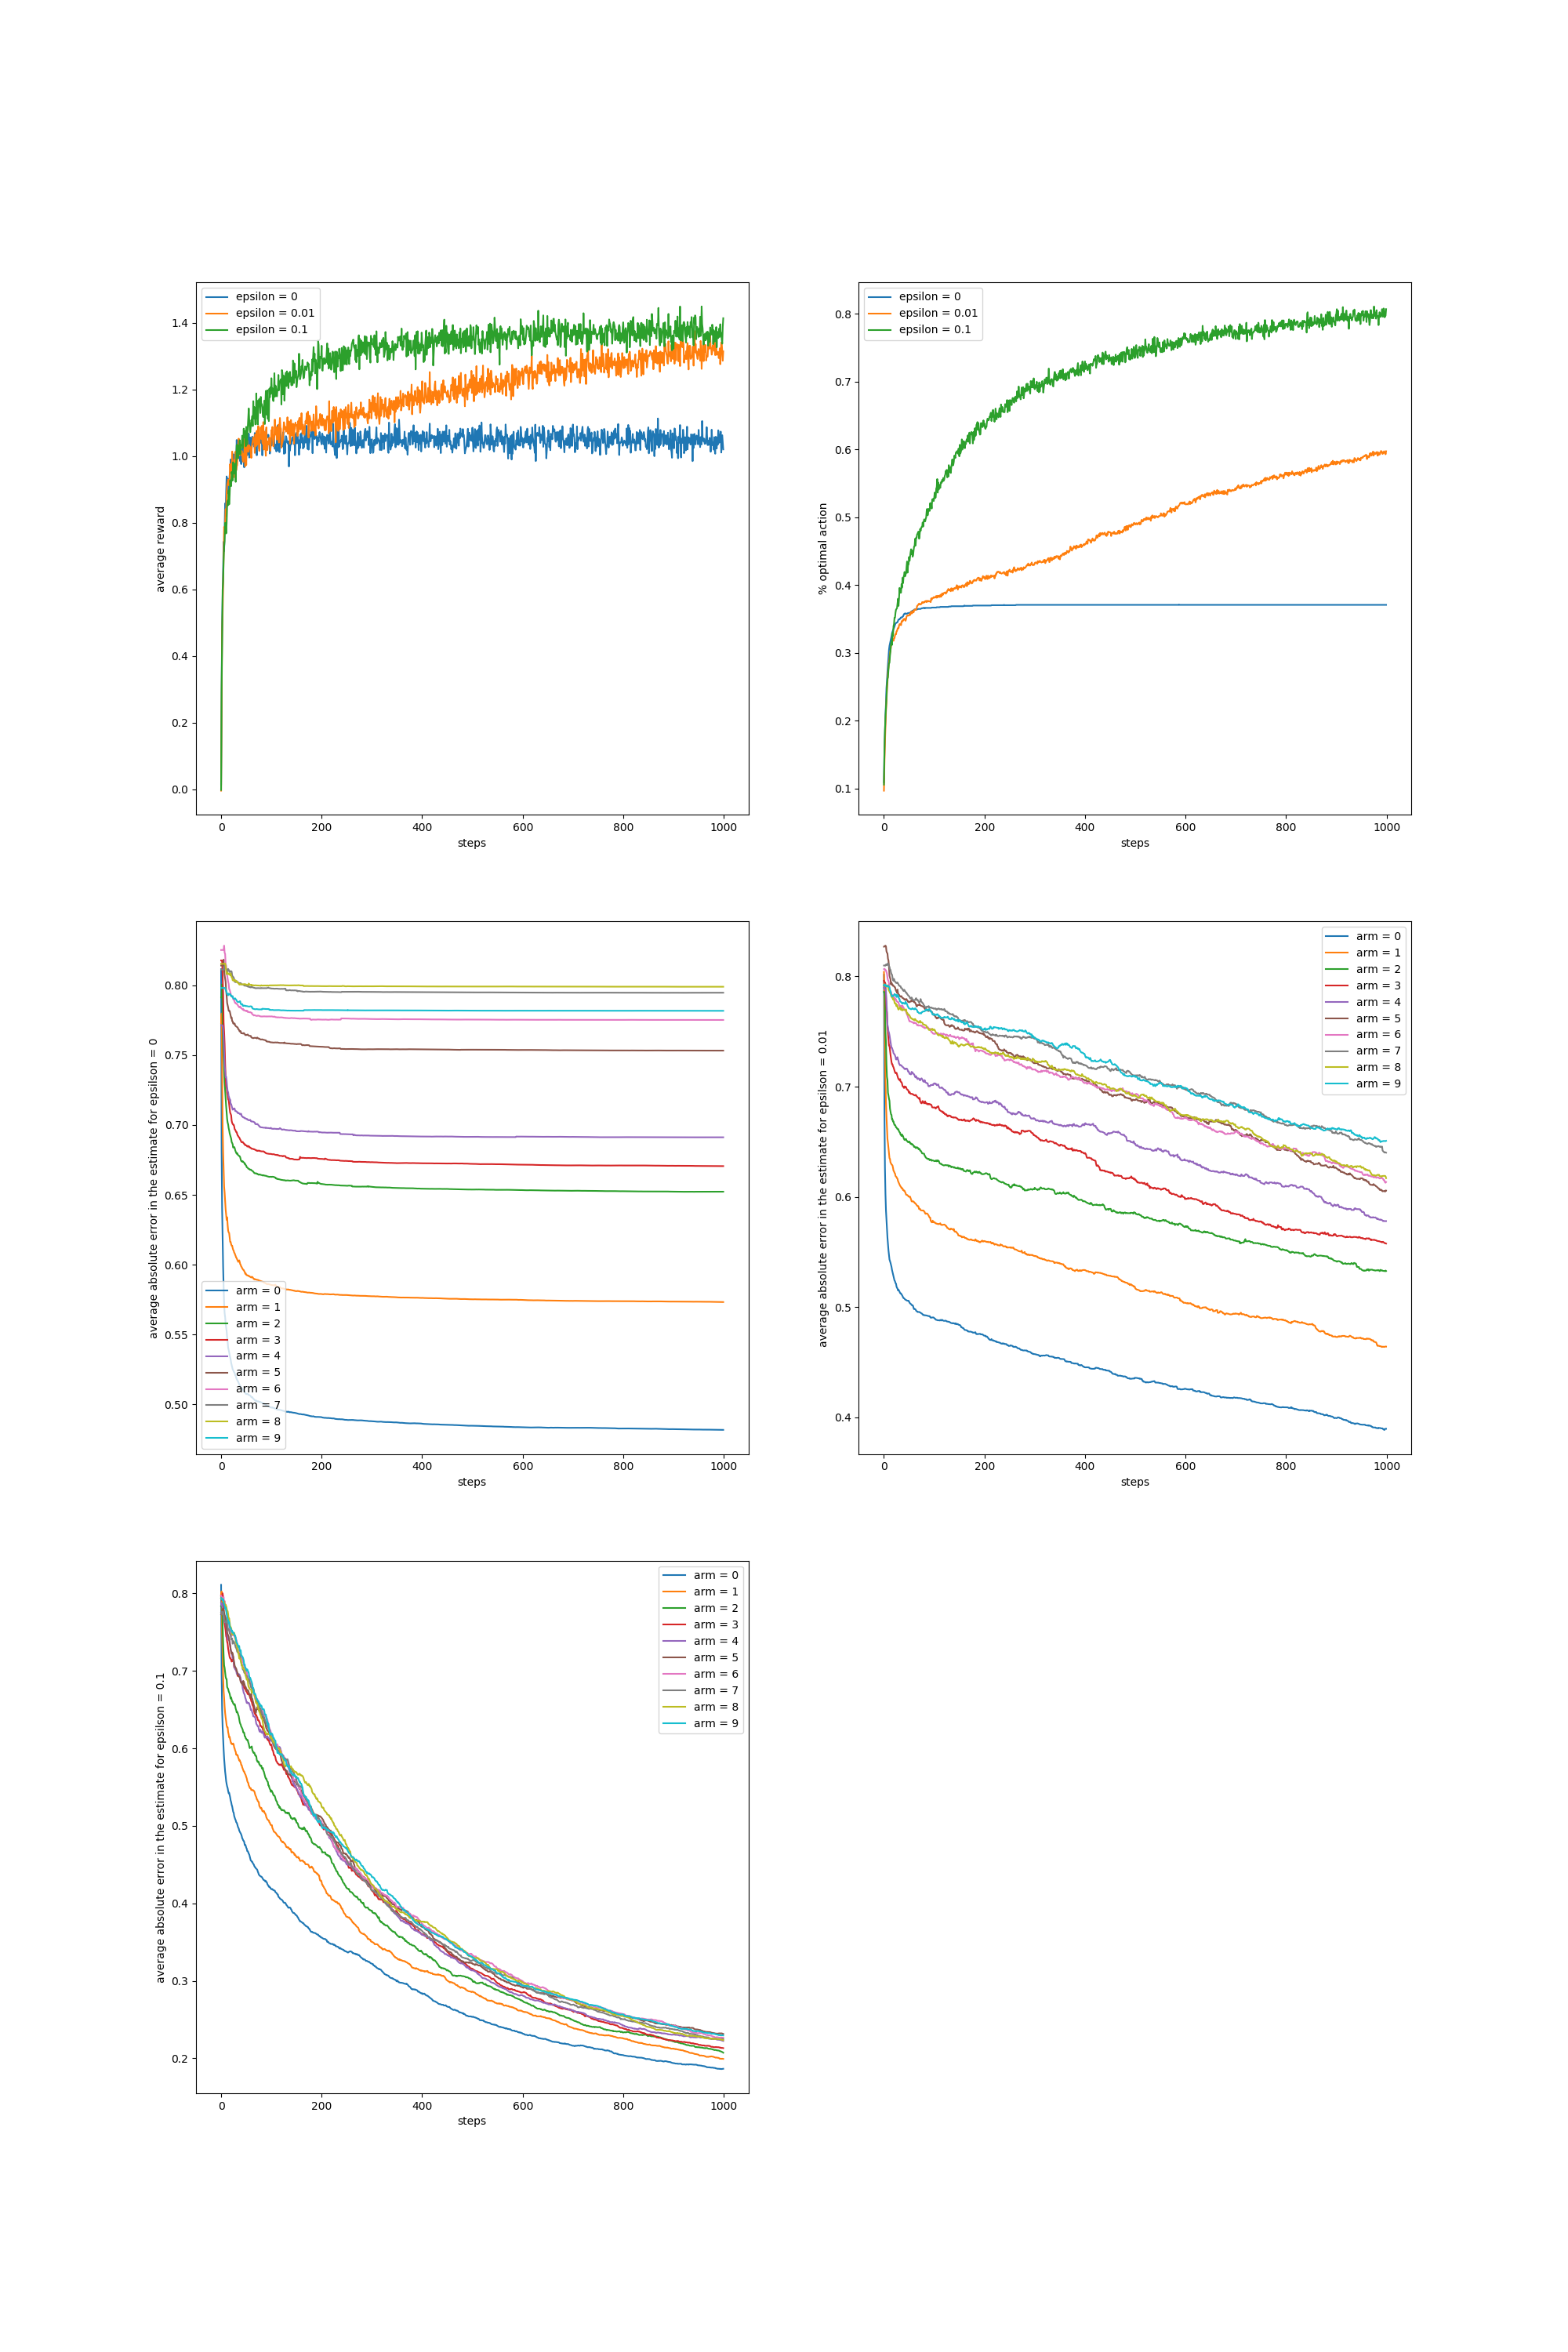 epsilon = 0
epsilon = 0.01
epsilon = 0.1
average reward
1.4
1.2
1.0
0.8
0.6
0.4
0.2
0.0
0 200 400 600 800 1000
steps
epsilon = 0
epsilon = 0.01
epsilon = 0.1
% optimal action
0.8
0.7
0.6
0.5
0.4
0.3
0.2
0.1
0 200 400 600 800 1000
steps
average absolute error in the estimate for epsilson = 0
0.80
0.75
0.70
0.65
0.60
0.55
0.50
arm = 0
arm = 1
arm = 2
arm = 3
arm = 4
arm = 5
arm = 6
arm = 7
arm = 8
arm = 9
0 200 400 600 800 1000
steps
average absolute error in the estimate for epsilson = 0.01
0.8
0.7
0.6
0.5
0.4
arm = 0
arm = 1
arm = 2
arm = 3
arm = 4
arm = 5
arm = 6
arm = 7
arm = 8
arm = 9
0 200 400 600 800 1000
steps
average absolute error in the estimate for epsilson = 0.1
0.8
0.7
0.6
0.5
0.4
0.3
0.2
arm = 0
arm = 1
arm = 2
arm = 3
arm = 4
arm = 5
arm = 6
arm = 7
arm = 8
arm = 9
0 200 400 600 800 1000
steps